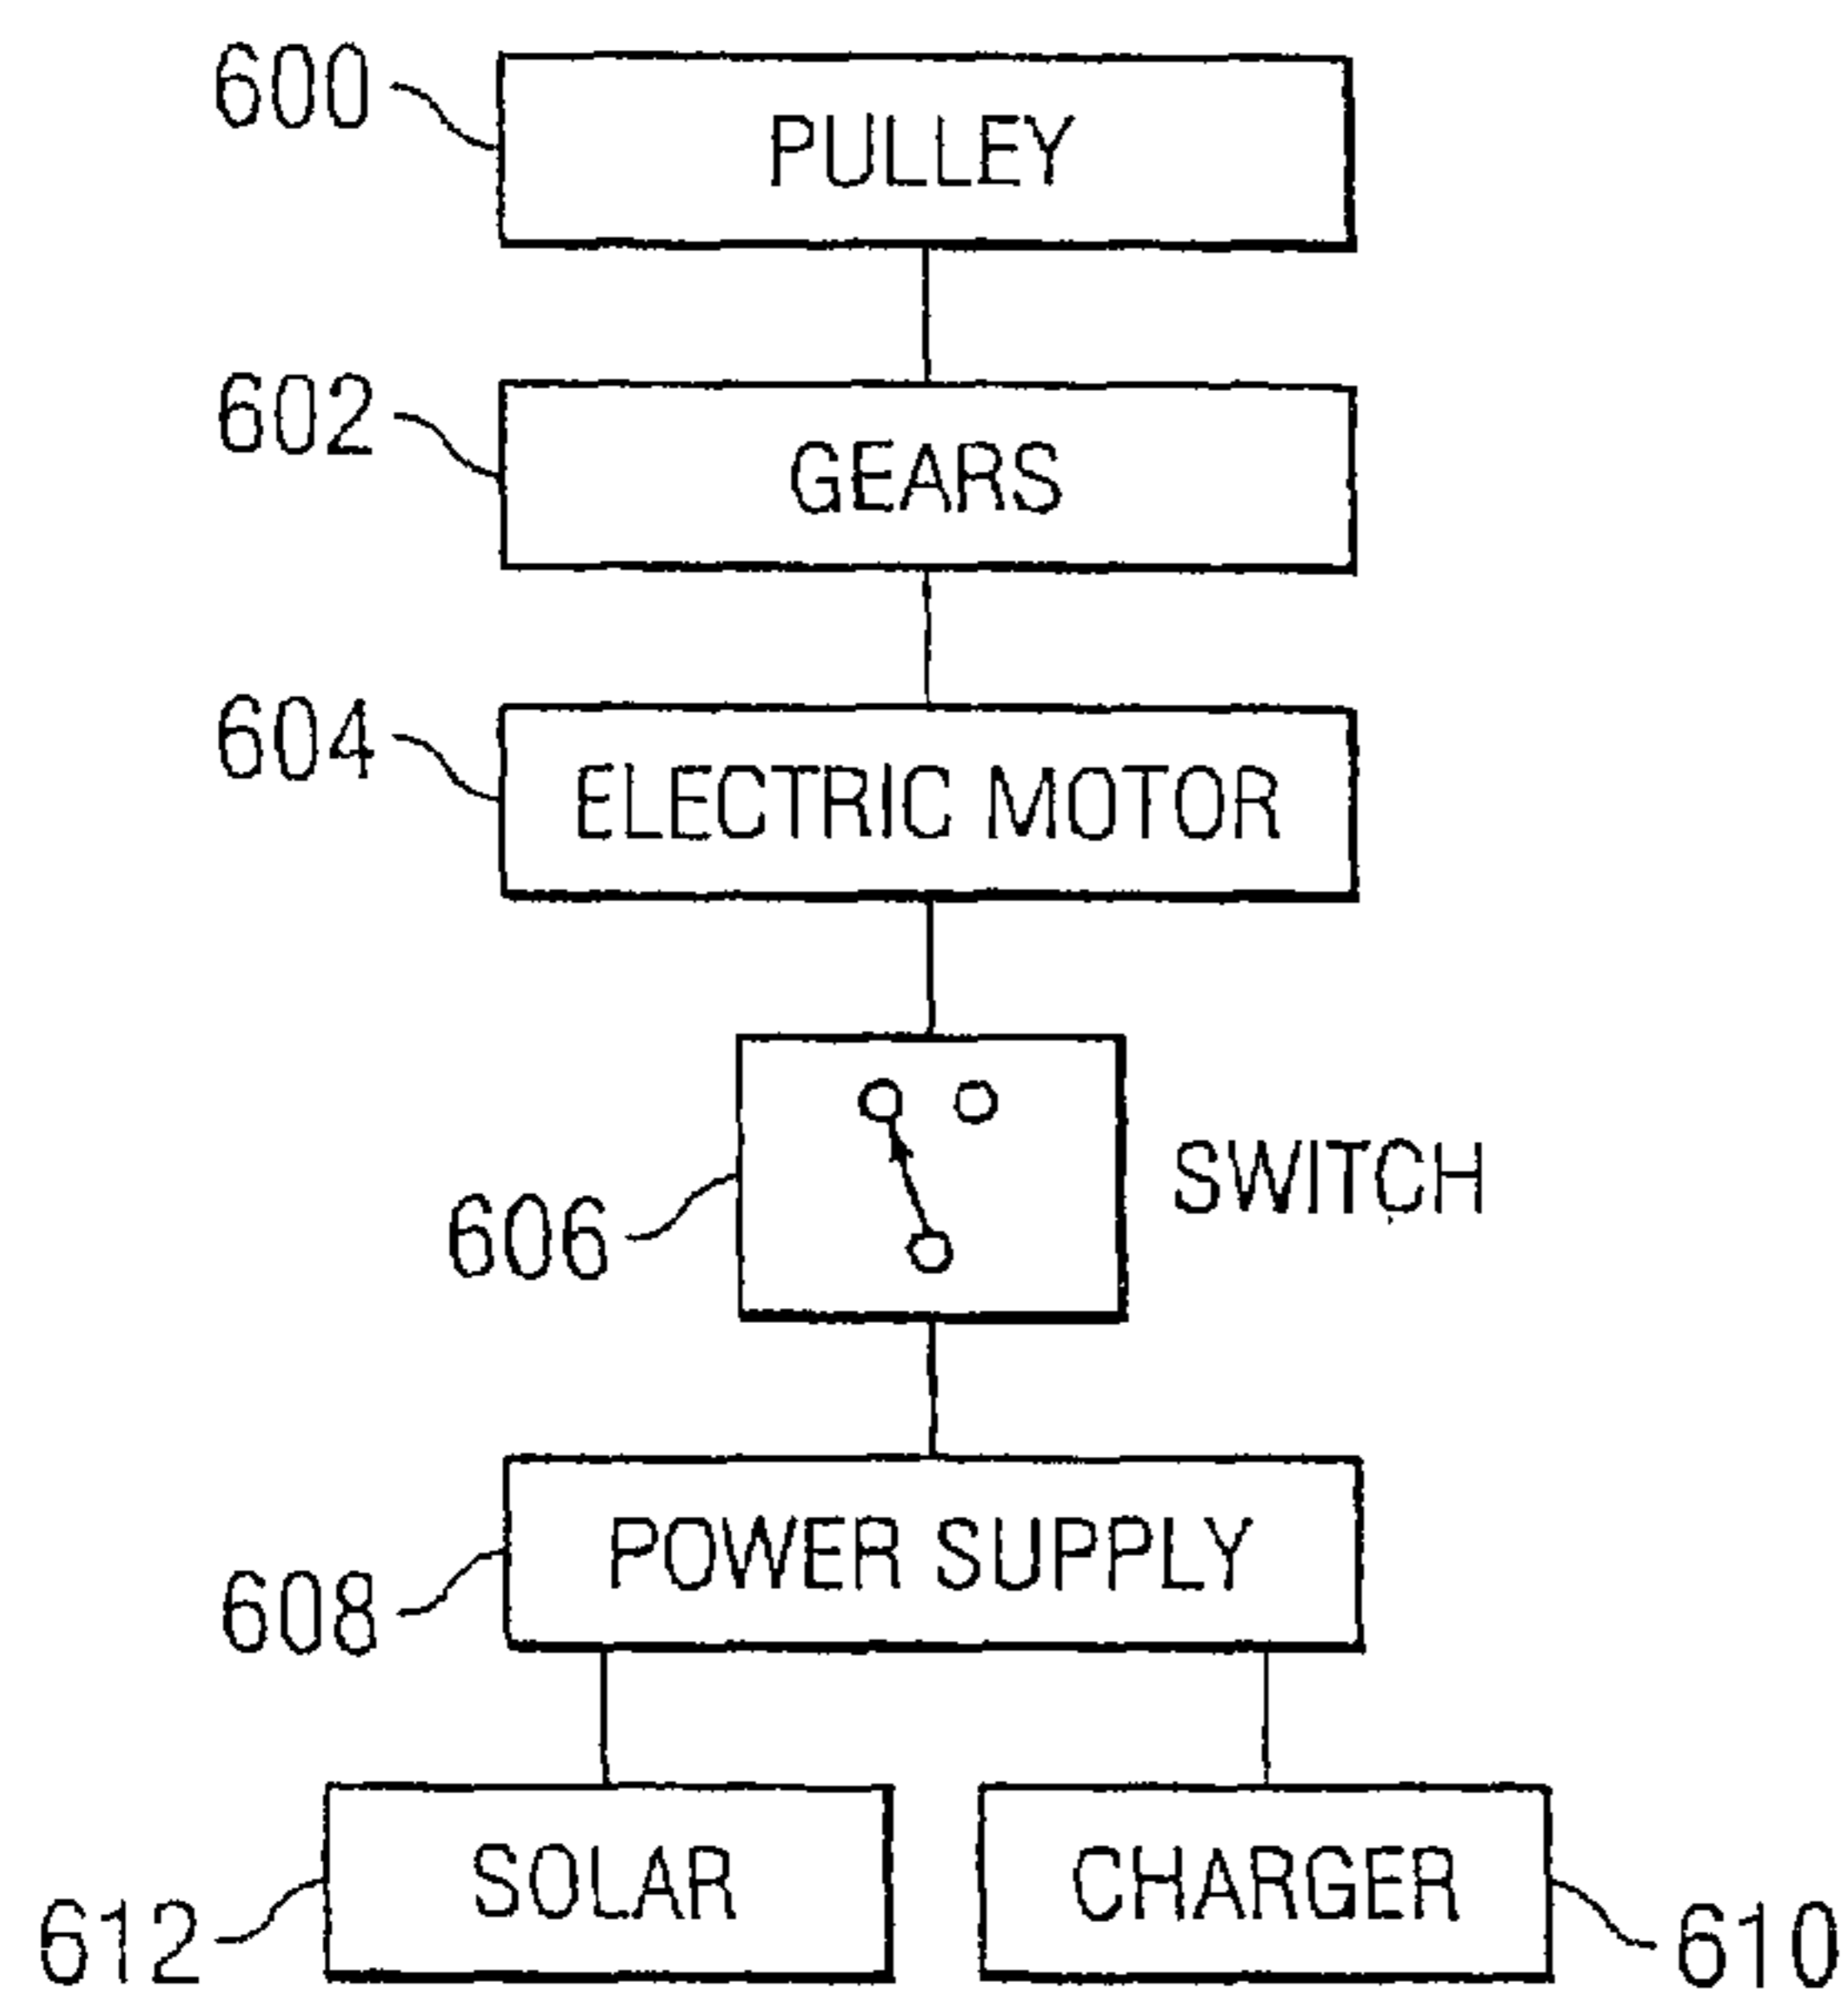 600
PULLEY
602
GEARS
604
ELECTRIC MOTOR
606
SWITCH
608
POWER SUPPLY
612
SOLAR
CHARGER
610